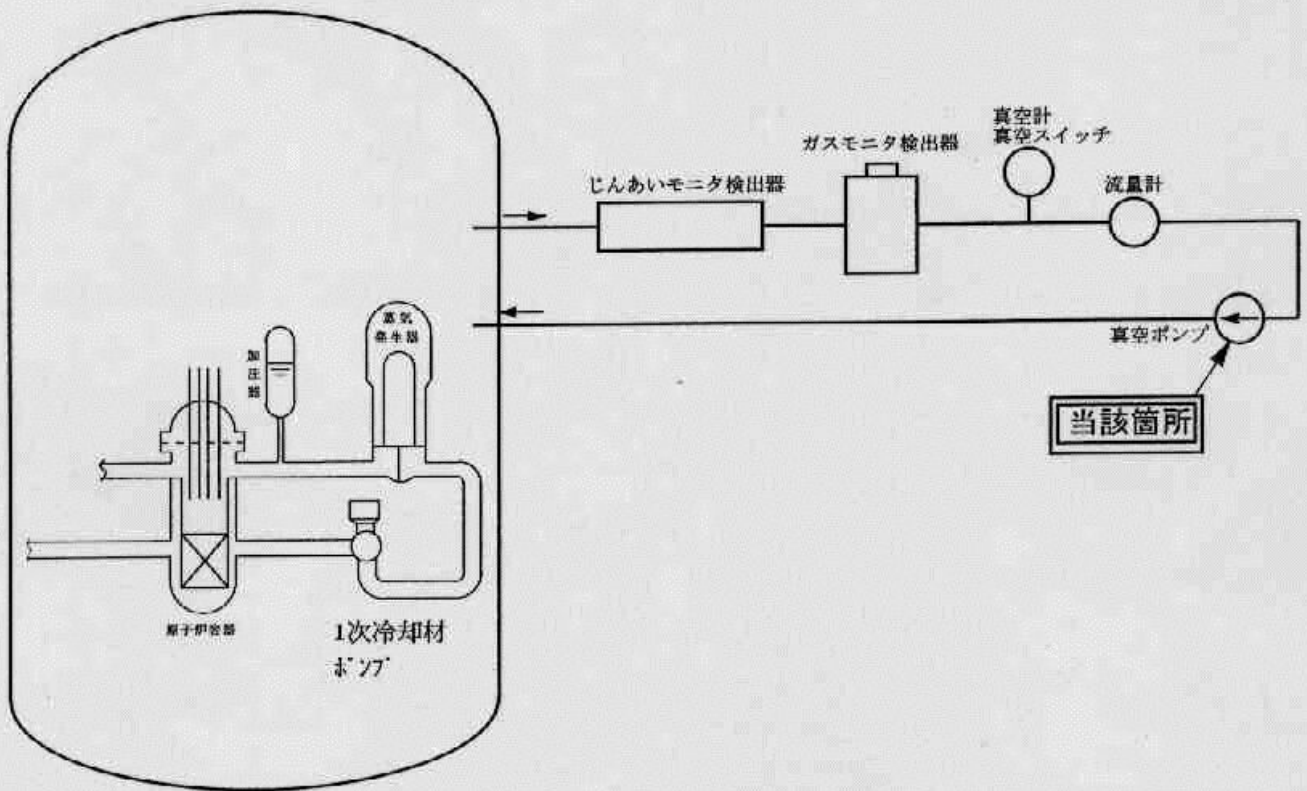 真空計
真空スイッチ
ガスモニタ検出器
じんあいモニタ検出器
流量計
真空ポンプ
当該箇所
蒸気
発生器
加圧器
原子炉容器
1次冷却材
ポンプ